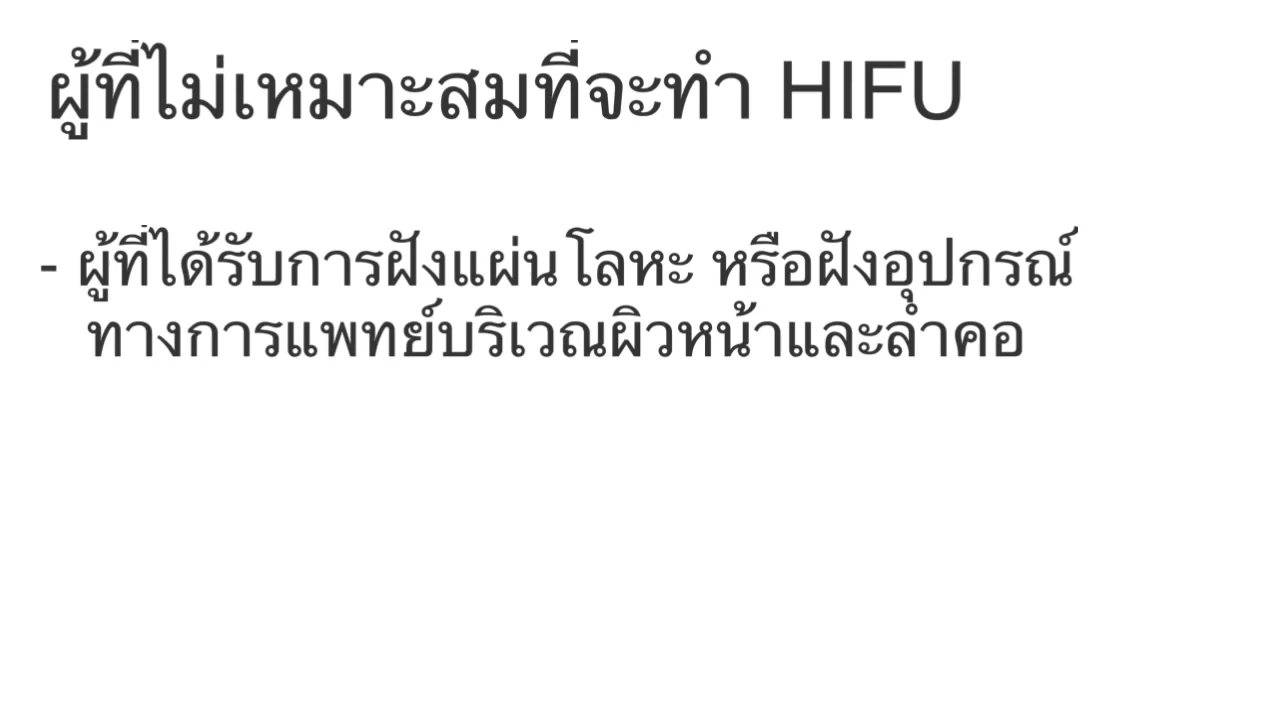 ผู้ที่ไม่เหมาะสมที่จะทำ HIFU
- ผู้ที่ได้รับการฝังแผ่นโลหะ หรือฝังอุปกรณ์
ทางการแพทย์บริเวณผิวหน้าและลำคอ